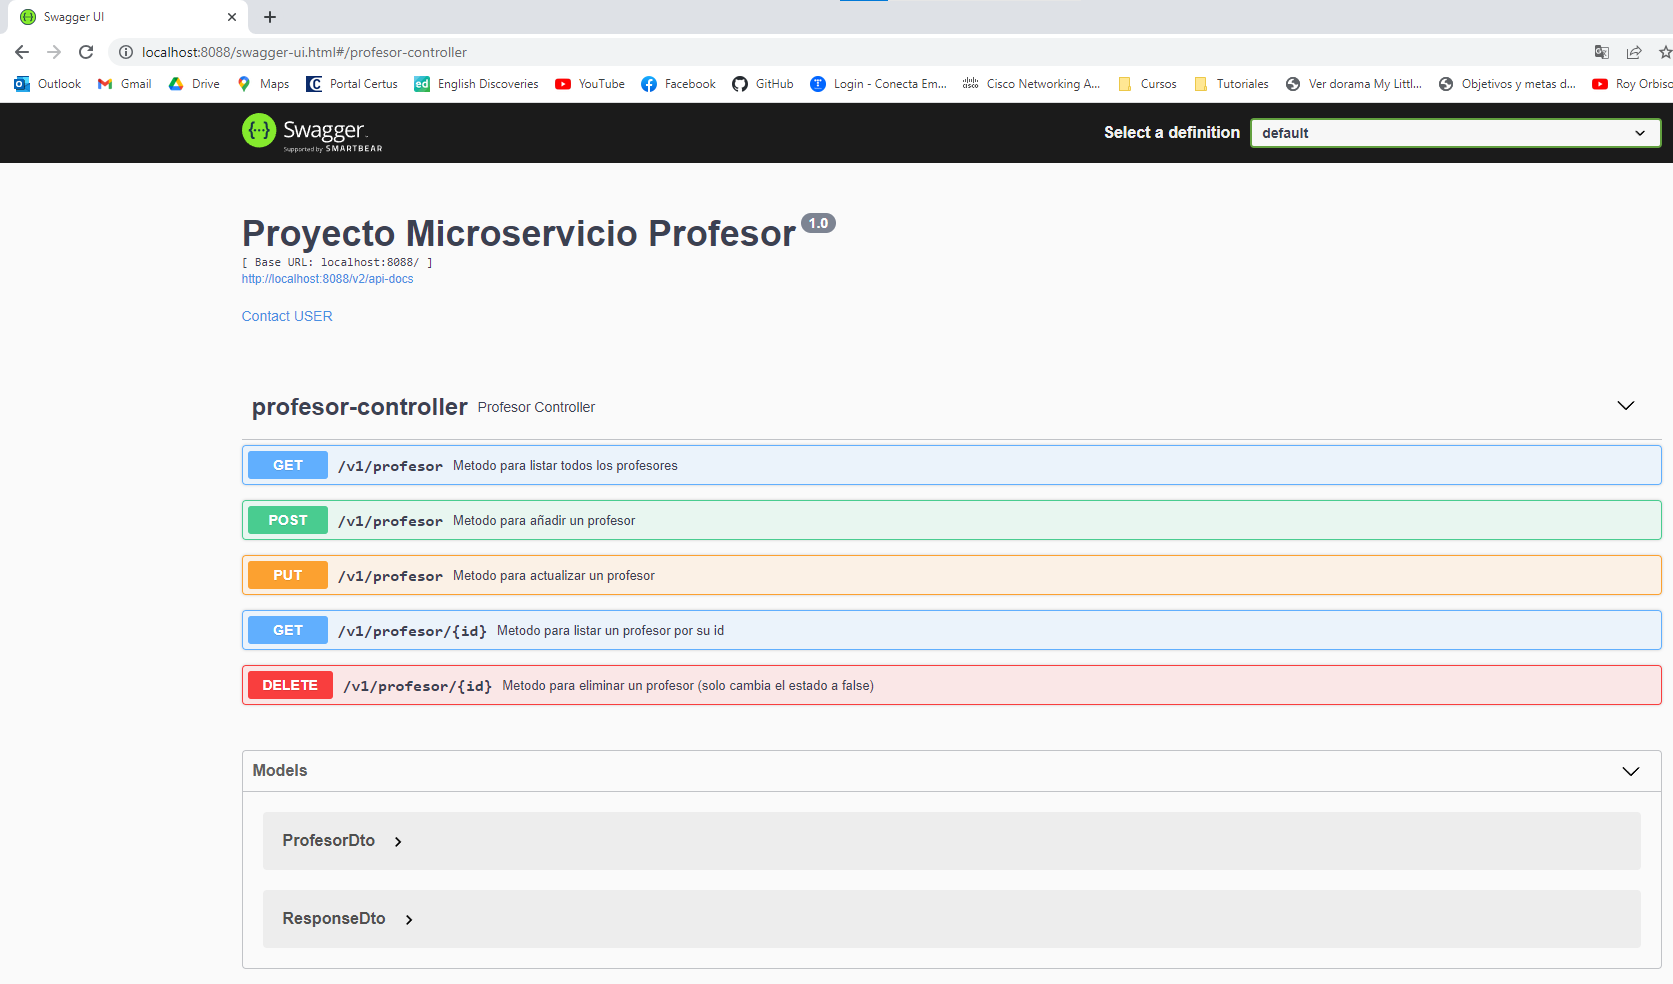 Swagger UI
localhost:8088/swagger-ui.html#/profesor-controller
Outlook Gmail Drive Maps Portal Certus English Discoveries YouTube Facebook GitHub Login - Conecta Em... Cisco Networking A... Cursos Tutoriales Ver dorama My Littl... Objetivos y metas d... Roy Orbiso
Swagger. Select a definition default
Supported by SMARTBEAR
Proyecto Microservicio Profesor 1.0
[ Base URL: localhost:8088/ ]
http://localhost:8088/v2/api-docs
Contact USER
profesor-controller Profesor Controller
GET /v1/profesor Metodo para listar todos los profesores
POST /v1/profesor Metodo para añadir un profesor
PUT /v1/profesor Metodo para actualizar un profesor
GET /v1/profesor/{id} Metodo para listar un profesor por su id
DELETE /v1/profesor/{id} Metodo para eliminar un profesor (solo cambia el estado a false)
Models
ProfesorDto
ResponseDto